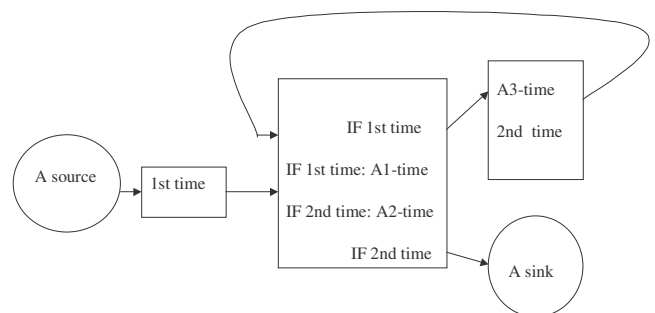 A source
1st time
IF 1st time
IF 1st time: A1-time
IF 2nd time: A2-time
IF 2nd time
A3-time
2nd time
A sink